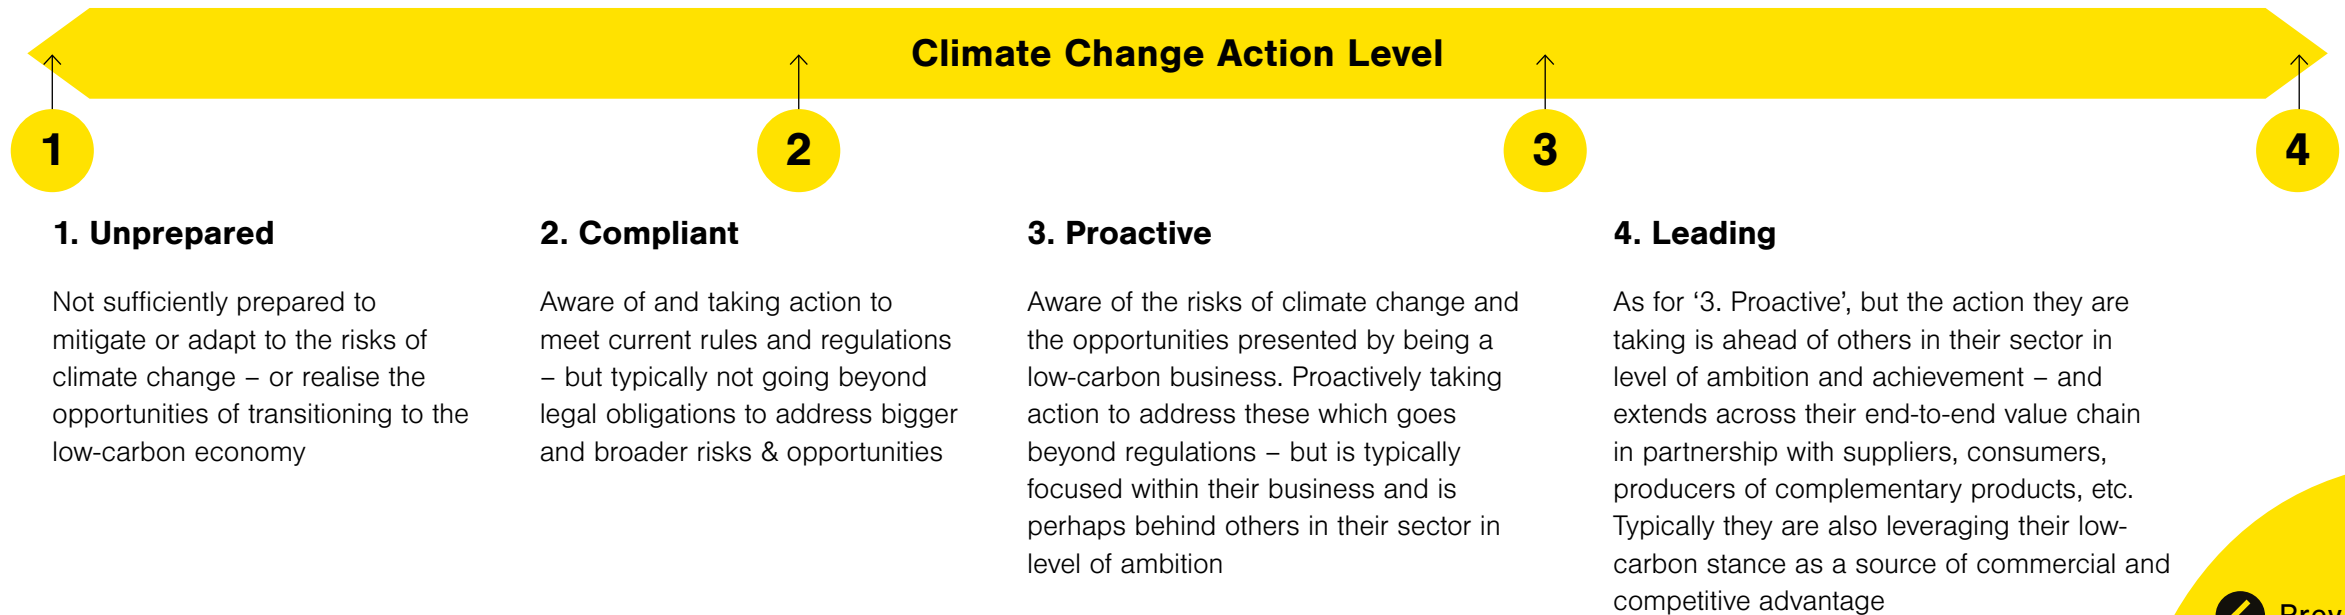 Climate Change Action Level
1
2
3
4
1. Unprepared
Not sufficiently prepared to
mitigate or adapt to the risks of
climate change – or realise the
opportunities of transitioning to the
low-carbon economy
2. Compliant
Aware of and taking action to
meet current rules and regulations
– but typically not going beyond
legal obligations to address bigger
and broader risks & opportunities
3. Proactive
Aware of the risks of climate change and
the opportunities presented by being a
low-carbon business. Proactively taking
action to address these which goes
beyond regulations – but is typically
focused within their business and is
perhaps behind others in their sector in
level of ambition
4. Leading
As for ‘3. Proactive’, but the action they are
taking is ahead of others in their sector in
level of ambition and achievement – and
extends across their end-to-end value chain
in partnership with suppliers, consumers,
producers of complementary products, etc.
Typically they are also leveraging their low-
carbon stance as a source of commercial and
competitive advantage